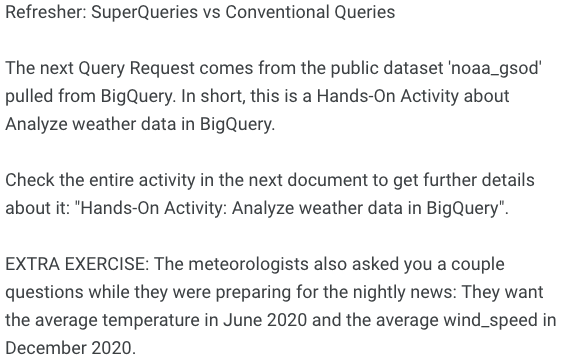 Refresher: SuperQueries vs Conventional Queries
The next Query Request comes from the public dataset 'noaa_gsod'
pulled from BigQuery. In short, this is a Hands-On Activity about
Analyze weather data in BigQuery.
Check the entire activity in the next document to get further details
about it: "Hands-On Activity: Analyze weather data in BigQuery".
EXTRA EXERCISE: The meteorologists also asked you a couple
questions while they were preparing for the nightly news: They want
the average temperature in June 2020 and the average wind_speed in
December 2020.